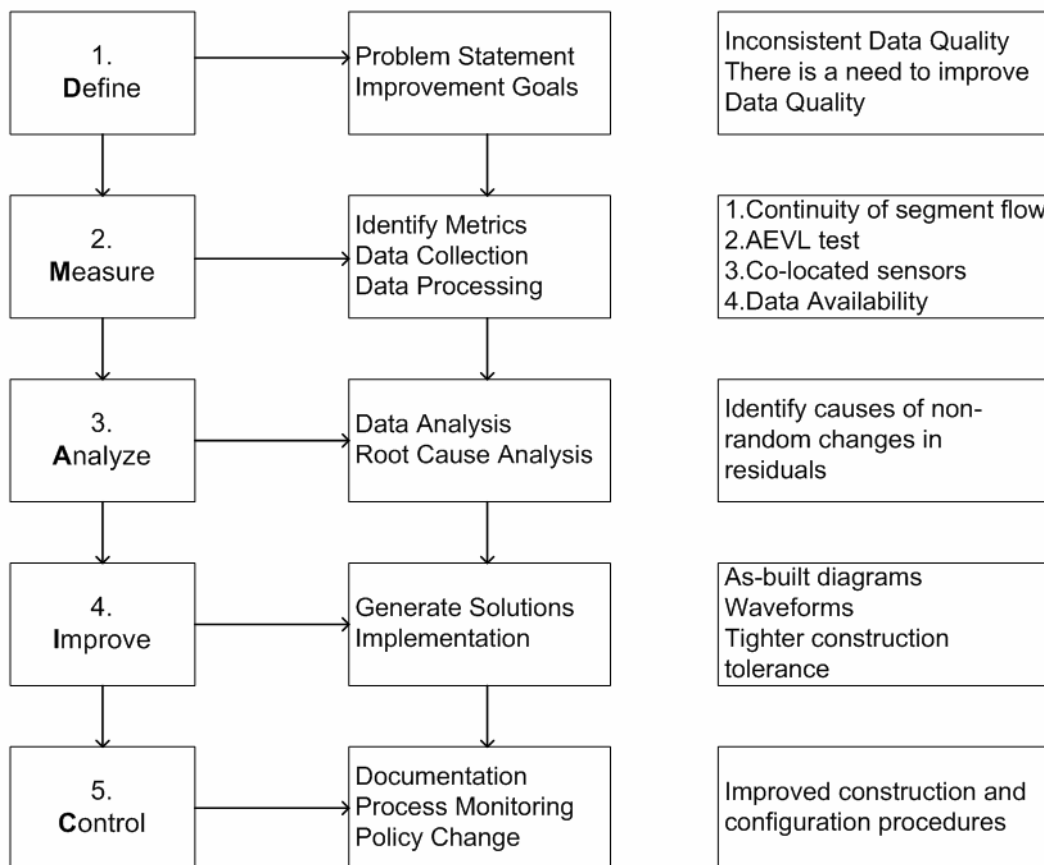 1.
Define
Problem Statement
Improvement Goals
Inconsistent Data Quality
There is a need to improve
Data Quality
2.
Measure
Identify Metrics
Data Collection
Data Processing
1.Continuity of segment flow
2.AEVL test
3.Co-located sensors
4.Data Availability
3.
Analyze
Data Analysis
Root Cause Analysis
Identify causes of non-
random changes in
residuals
4.
Improve
Generate Solutions
Implementation
As-built diagrams
Waveforms
Tighter construction
tolerance
5.
Control
Documentation
Process Monitoring
Policy Change
Improved construction and
configuration procedures